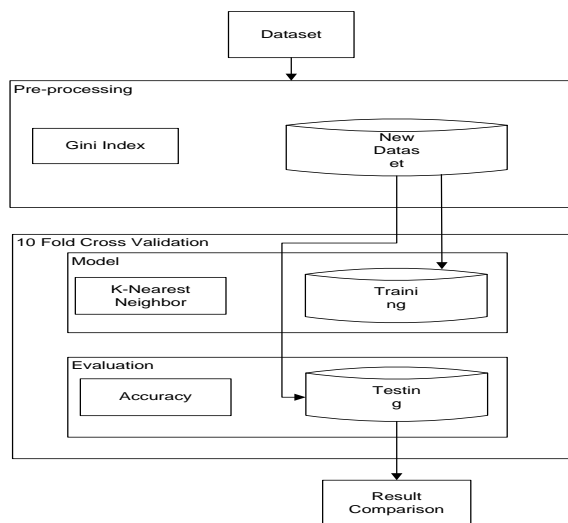 Dataset
Pre-processing
Gini Index
New
Datas
et
10 Fold Cross Validation
Model
K-Nearest
Neighbor
Traini
ng
Evaluation
Accuracy
Testin
g
Result
Comparison